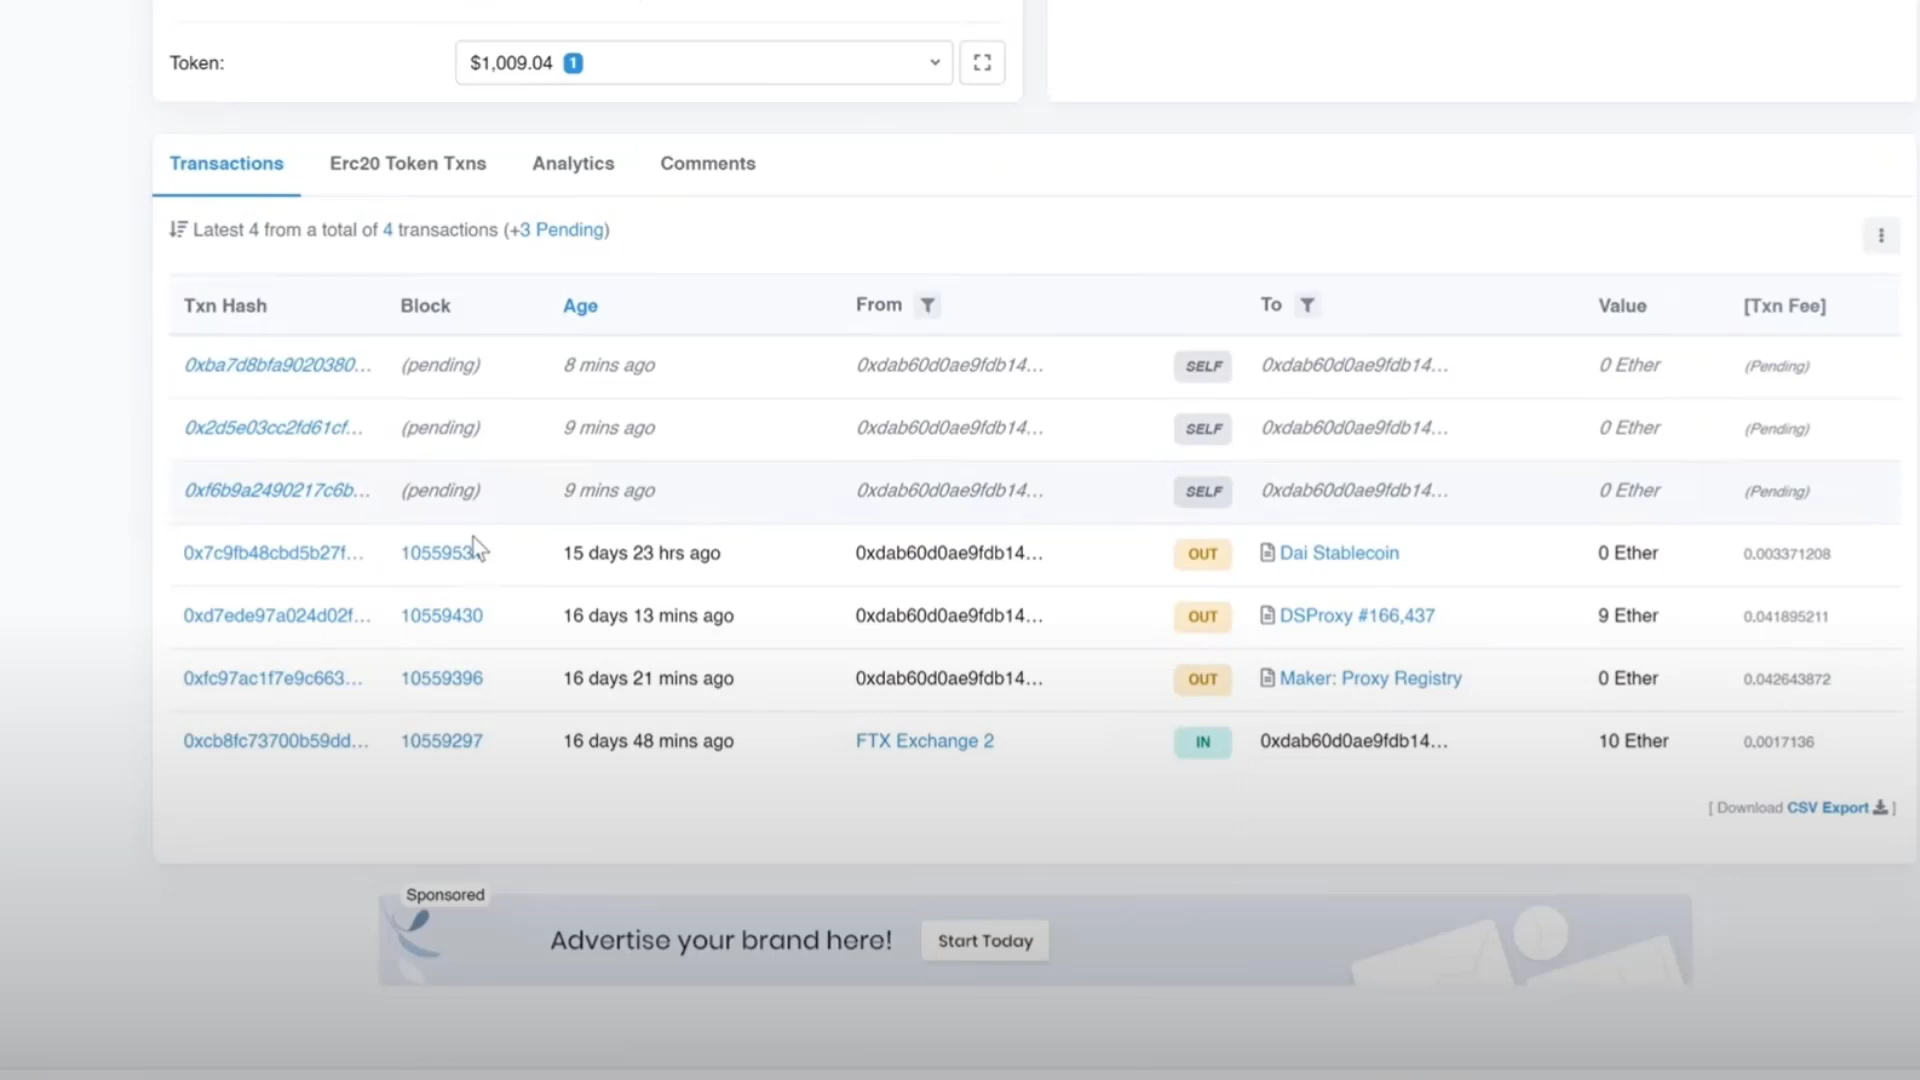 Token: $1,009.04 1
Transactions Erc20 Token Txns Analytics Comments
Latest 4 from a total of 4 transactions (+3 Pending)
Txn Hash Block Age From To Value [Txn Fee]
0xba7d8bfa9020380... (pending) 8 mins ago 0xdab60d0ae9fdb14... SELF 0xdab60d0ae9fdb14... 0 Ether (Pending)
0x2d5e03cc2fd61cf... (pending) 9 mins ago 0xdab60d0ae9fdb14... SELF 0xdab60d0ae9fdb14... 0 Ether (Pending)
0xf6b9a2490217c6b... (pending) 9 mins ago 0xdab60d0ae9fdb14... SELF 0xdab60d0ae9fdb14... 0 Ether (Pending)
0x7c9fb48cbd5b27f... 15 days 23 hrs ago 0xdab60d0ae9fdb14... OUT Dai Stablecoin 0 Ether 0.003371208
0xd7ede97a024d02f... 10559430 16 days 13 mins ago 0xdab60d0ae9fdb14... OUT DSProxy #166,437 9 Ether 0.041895211
0xfc97ac1f7e9c663... 10559396 16 days 21 mins ago 0xdab60d0ae9fdb14... OUT Maker: Proxy Registry 0 Ether 0.042643872
0xcb8fc73700b59dd... 10559297 16 days 48 mins ago FTX Exchange 2 IN 0xdab60d0ae9fdb14... 10 Ether 0.0017136
[ Download CSV Export ]
Sponsored
Advertise your brand here! Start Today